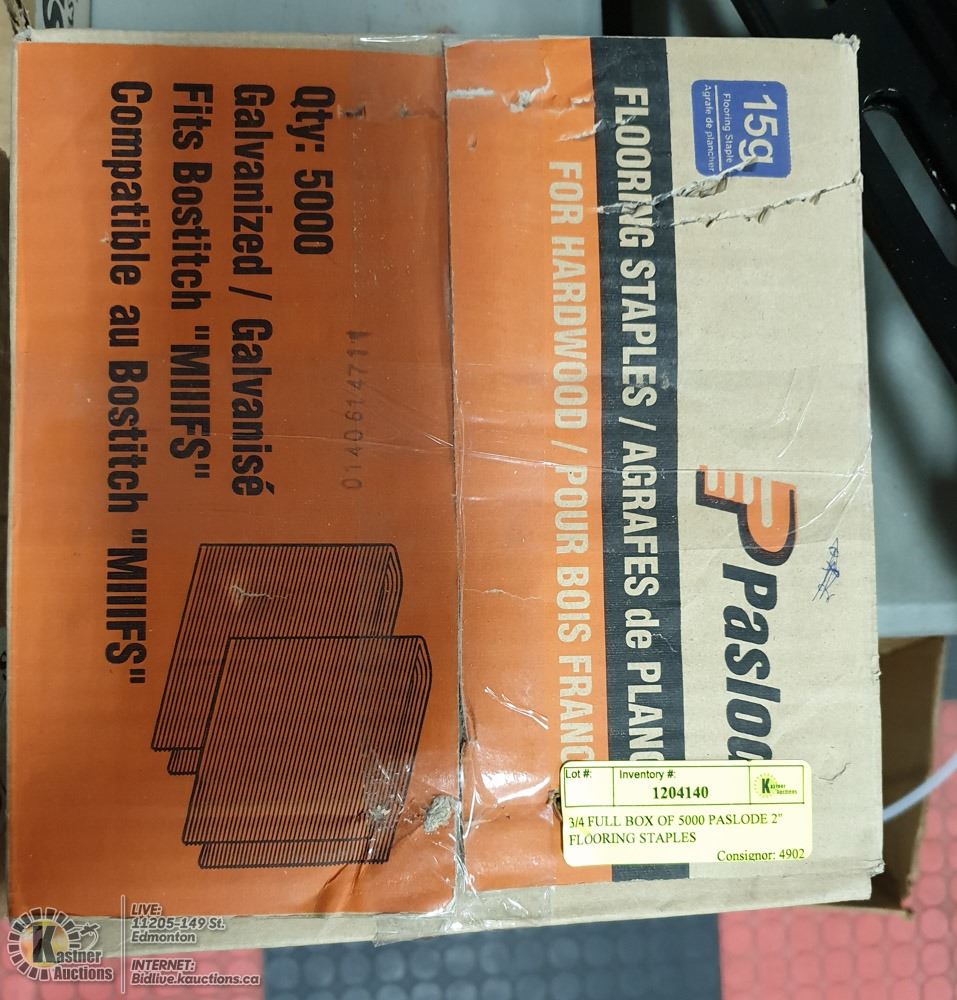 15g
Flooring Staple
Agrafe de plancher
Paslod
FLOORING STAPLES / AGRAFES de PLANC
FOR HARDWOOD / POUR BOIS FRANC
Qty: 5000
Galvanized / Galvanisé
Fits Bostitch "MIIIFS"
Compatible au Bostitch "MIIIFS"
0140614711
Lot #:
Inventory #:
1204140
Kastner
Auctions
3/4 FULL BOX OF 5000 PASLODE 2"
FLOORING STAPLES
Consignor: 4902
Kastner
Auctions
LIVE:
11205-149 St.
Edmonton
INTERNET:
Bidlive.kauctions.ca